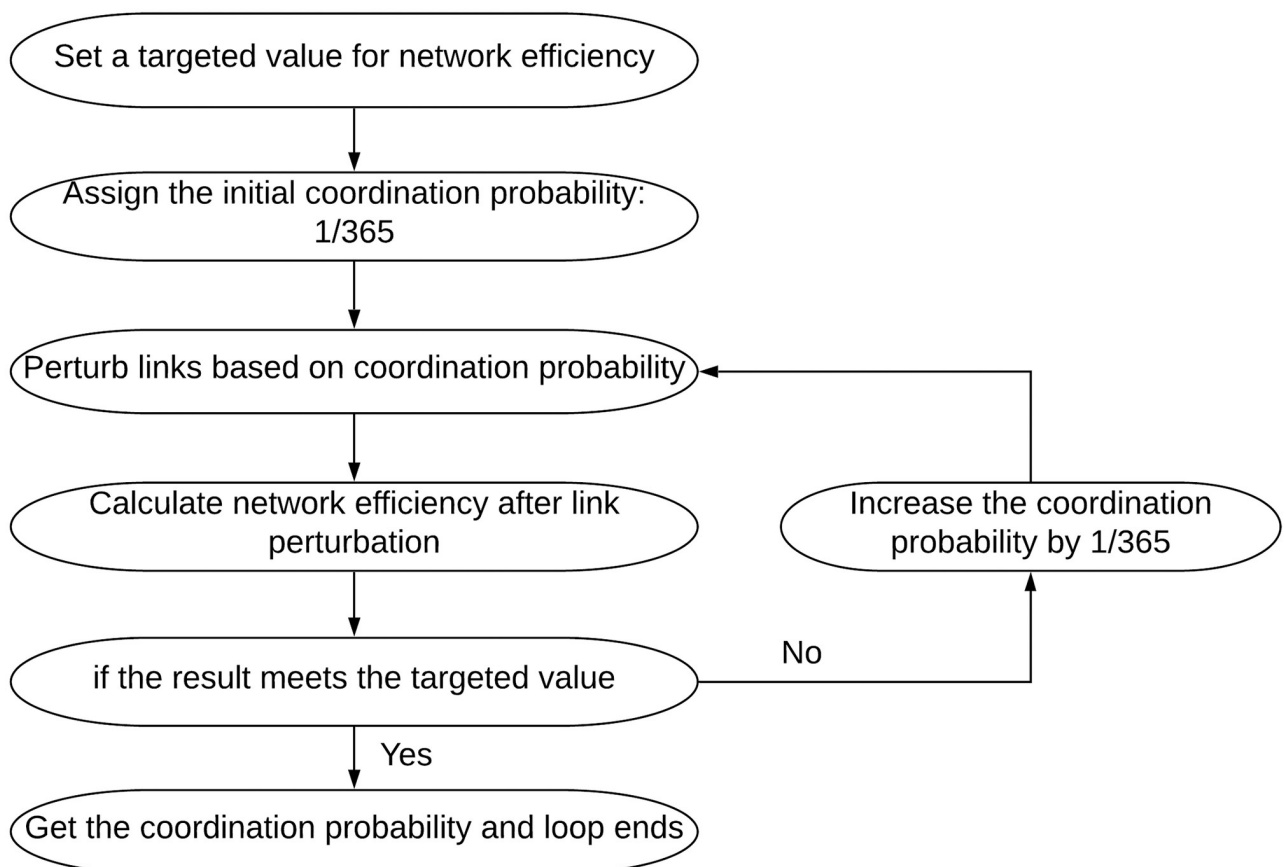 Set a targeted value for network efficiency
Assign the initial coordination probability:
1/365
Perturb links based on coordination probability
Calculate network efficiency after link
perturbation
Increase the coordination
probability by 1/365
if the result meets the targeted value
No
Yes
Get the coordination probability and loop ends